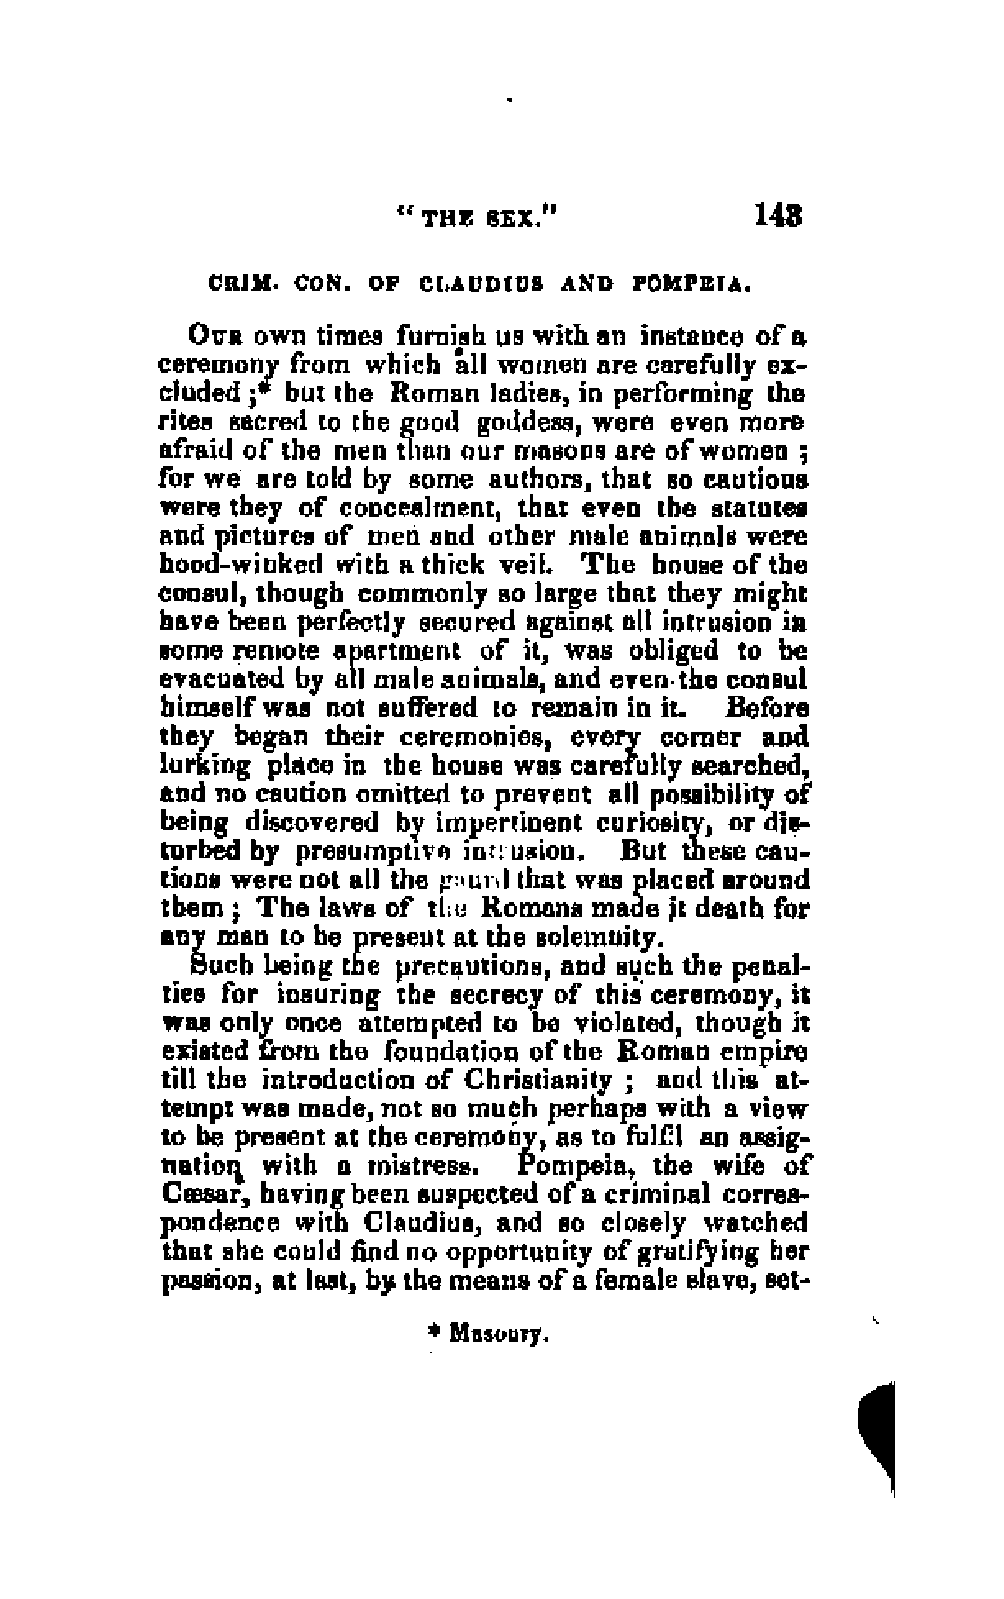 "THE SEX." 143
CRIM. CON. OF CLAUDIUS AND POMPEIA.
OUR own times furnish us with an instance of a
ceremony from which all women are carefully ex-
cluded ;* but the Roman ladies, in performing the
rites sacred to the good goddess, were even more
afraid of the men than our masons are of women ;
for we are told by some authors, that so cautious
were they of concealment, that even the statutes
and pictures of men and other male animals were
hood-winked with a thick veil. The house of the
consul, though commonly so large that they might
have been perfectly secured against all intrusion in
some remote apartment of it, was obliged to be
evacuated by all male animals, and even the consul
himself was not suffered to remain in it. Before
they began their ceremonies, every corner and
lurking place in the house was carefully searched,
and no caution omitted to prevent all possibility of
being discovered by impertinent curiosity, or dis-
turbed by presumptive intrusion. But these cau-
tions were not all the guard that was placed around
them ; The laws of the Romans made it death for
any man to be present at the solemnity.
Such being the precautions, and such the penal-
ties for insuring the secrecy of this ceremony, it
was only once attempted to be violated, though it
existed from the foundation of the Roman empire
till the introduction of Christianity ; and this at-
tempt was made, not so much perhaps with a view
to be present at the ceremony, as to fulfil an assig-
nation with a mistress. Pompeia, the wife of
Cæsar, having been suspected of a criminal corres-
pondence with Claudius, and so closely watched
that she could find no opportunity of gratifying her
passion, at last, by the means of a female slave, set-
* Masonry.